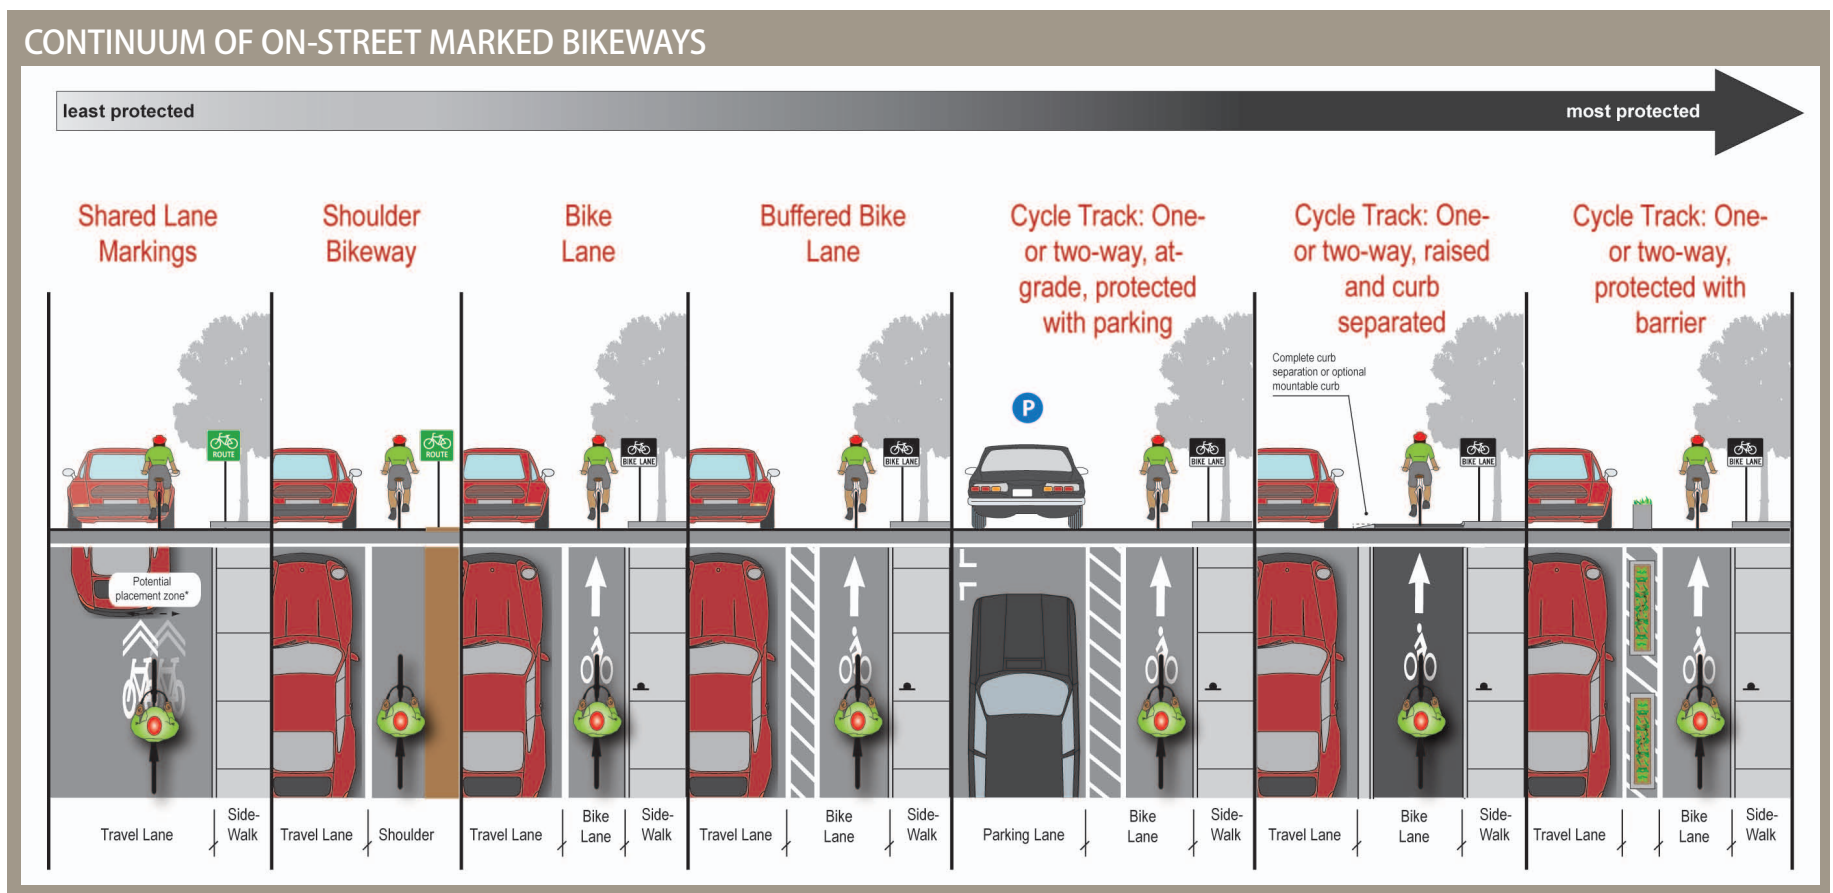 CONTINUUM OF ON-STREET MARKED BIKEWAYS
least protected
most protected
Shared Lane
Markings
Shoulder
Bikeway
Bike
Lane
Buffered Bike
Lane
Cycle Track: One-
or two-way, at-
grade, protected
with parking
Cycle Track: One-
or two-way, raised
and curb
separated
Cycle Track: One-
or two-way,
protected with
barrier
Complete curb
separation or optional
mountable curb
P
ROUTE
ROUTE
BIKE LANE
BIKE LANE
BIKE LANE
BIKE LANE
BIKE LANE
Potential
placement zone*
Travel Lane
Side-
Walk
Travel Lane
Shoulder
Travel Lane
Bike
Lane
Side-
Walk
Travel Lane
Bike
Lane
Side-
Walk
Parking Lane
Bike
Lane
Side-
Walk
Travel Lane
Bike
Lane
Side-
Walk
Travel Lane
Bike
Lane
Side-
Walk